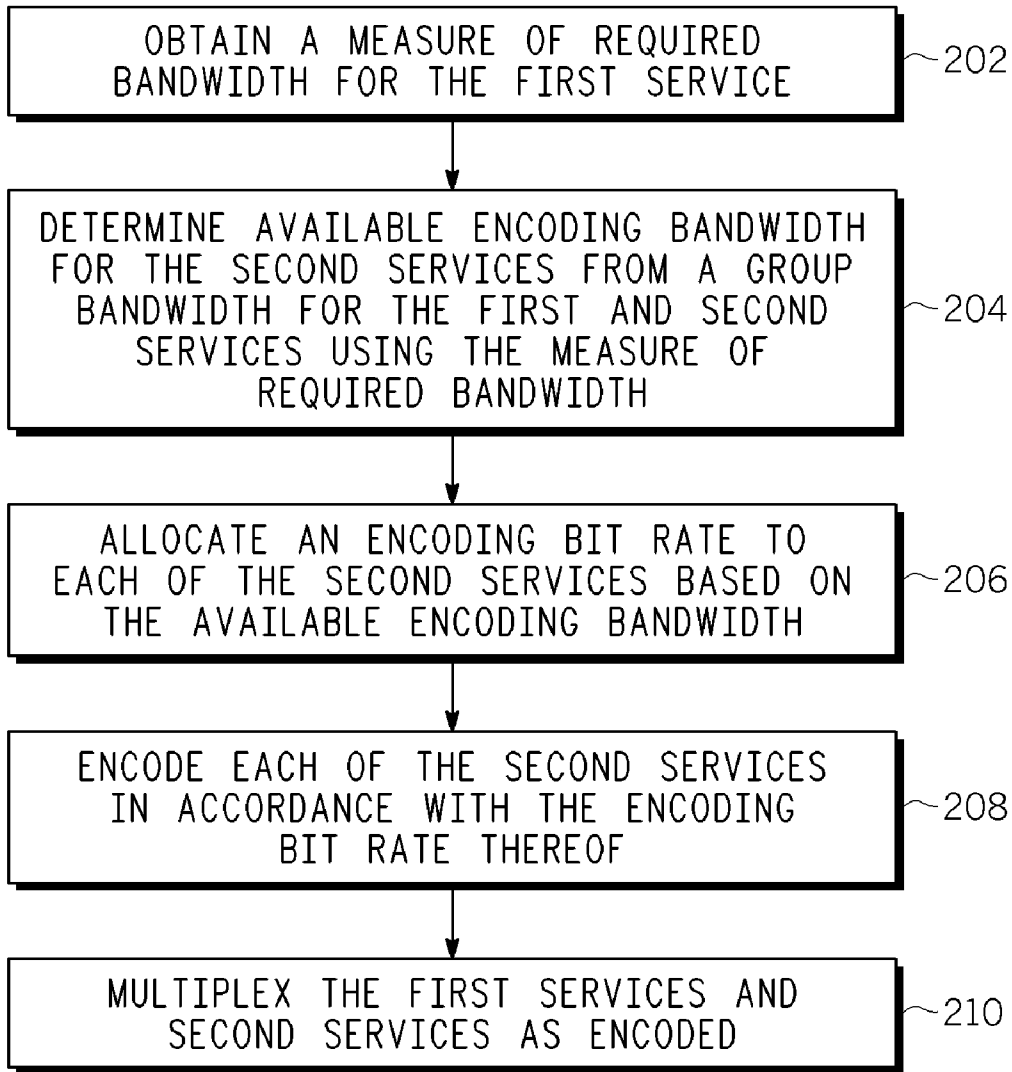 OBTAIN A MEASURE OF REQUIRED
BANDWIDTH FOR THE FIRST SERVICE
202
DETERMINE AVAILABLE ENCODING BANDWIDTH
FOR THE SECOND SERVICES FROM A GROUP
BANDWIDTH FOR THE FIRST AND SECOND
SERVICES USING THE MEASURE OF
REQUIRED BANDWIDTH
204
ALLOCATE AN ENCODING BIT RATE TO
EACH OF THE SECOND SERVICES BASED ON
THE AVAILABLE ENCODING BANDWIDTH
206
ENCODE EACH OF THE SECOND SERVICES
IN ACCORDANCE WITH THE ENCODING
BIT RATE THEREOF
208
MULTIPLEX THE FIRST SERVICES AND
SECOND SERVICES AS ENCODED
210